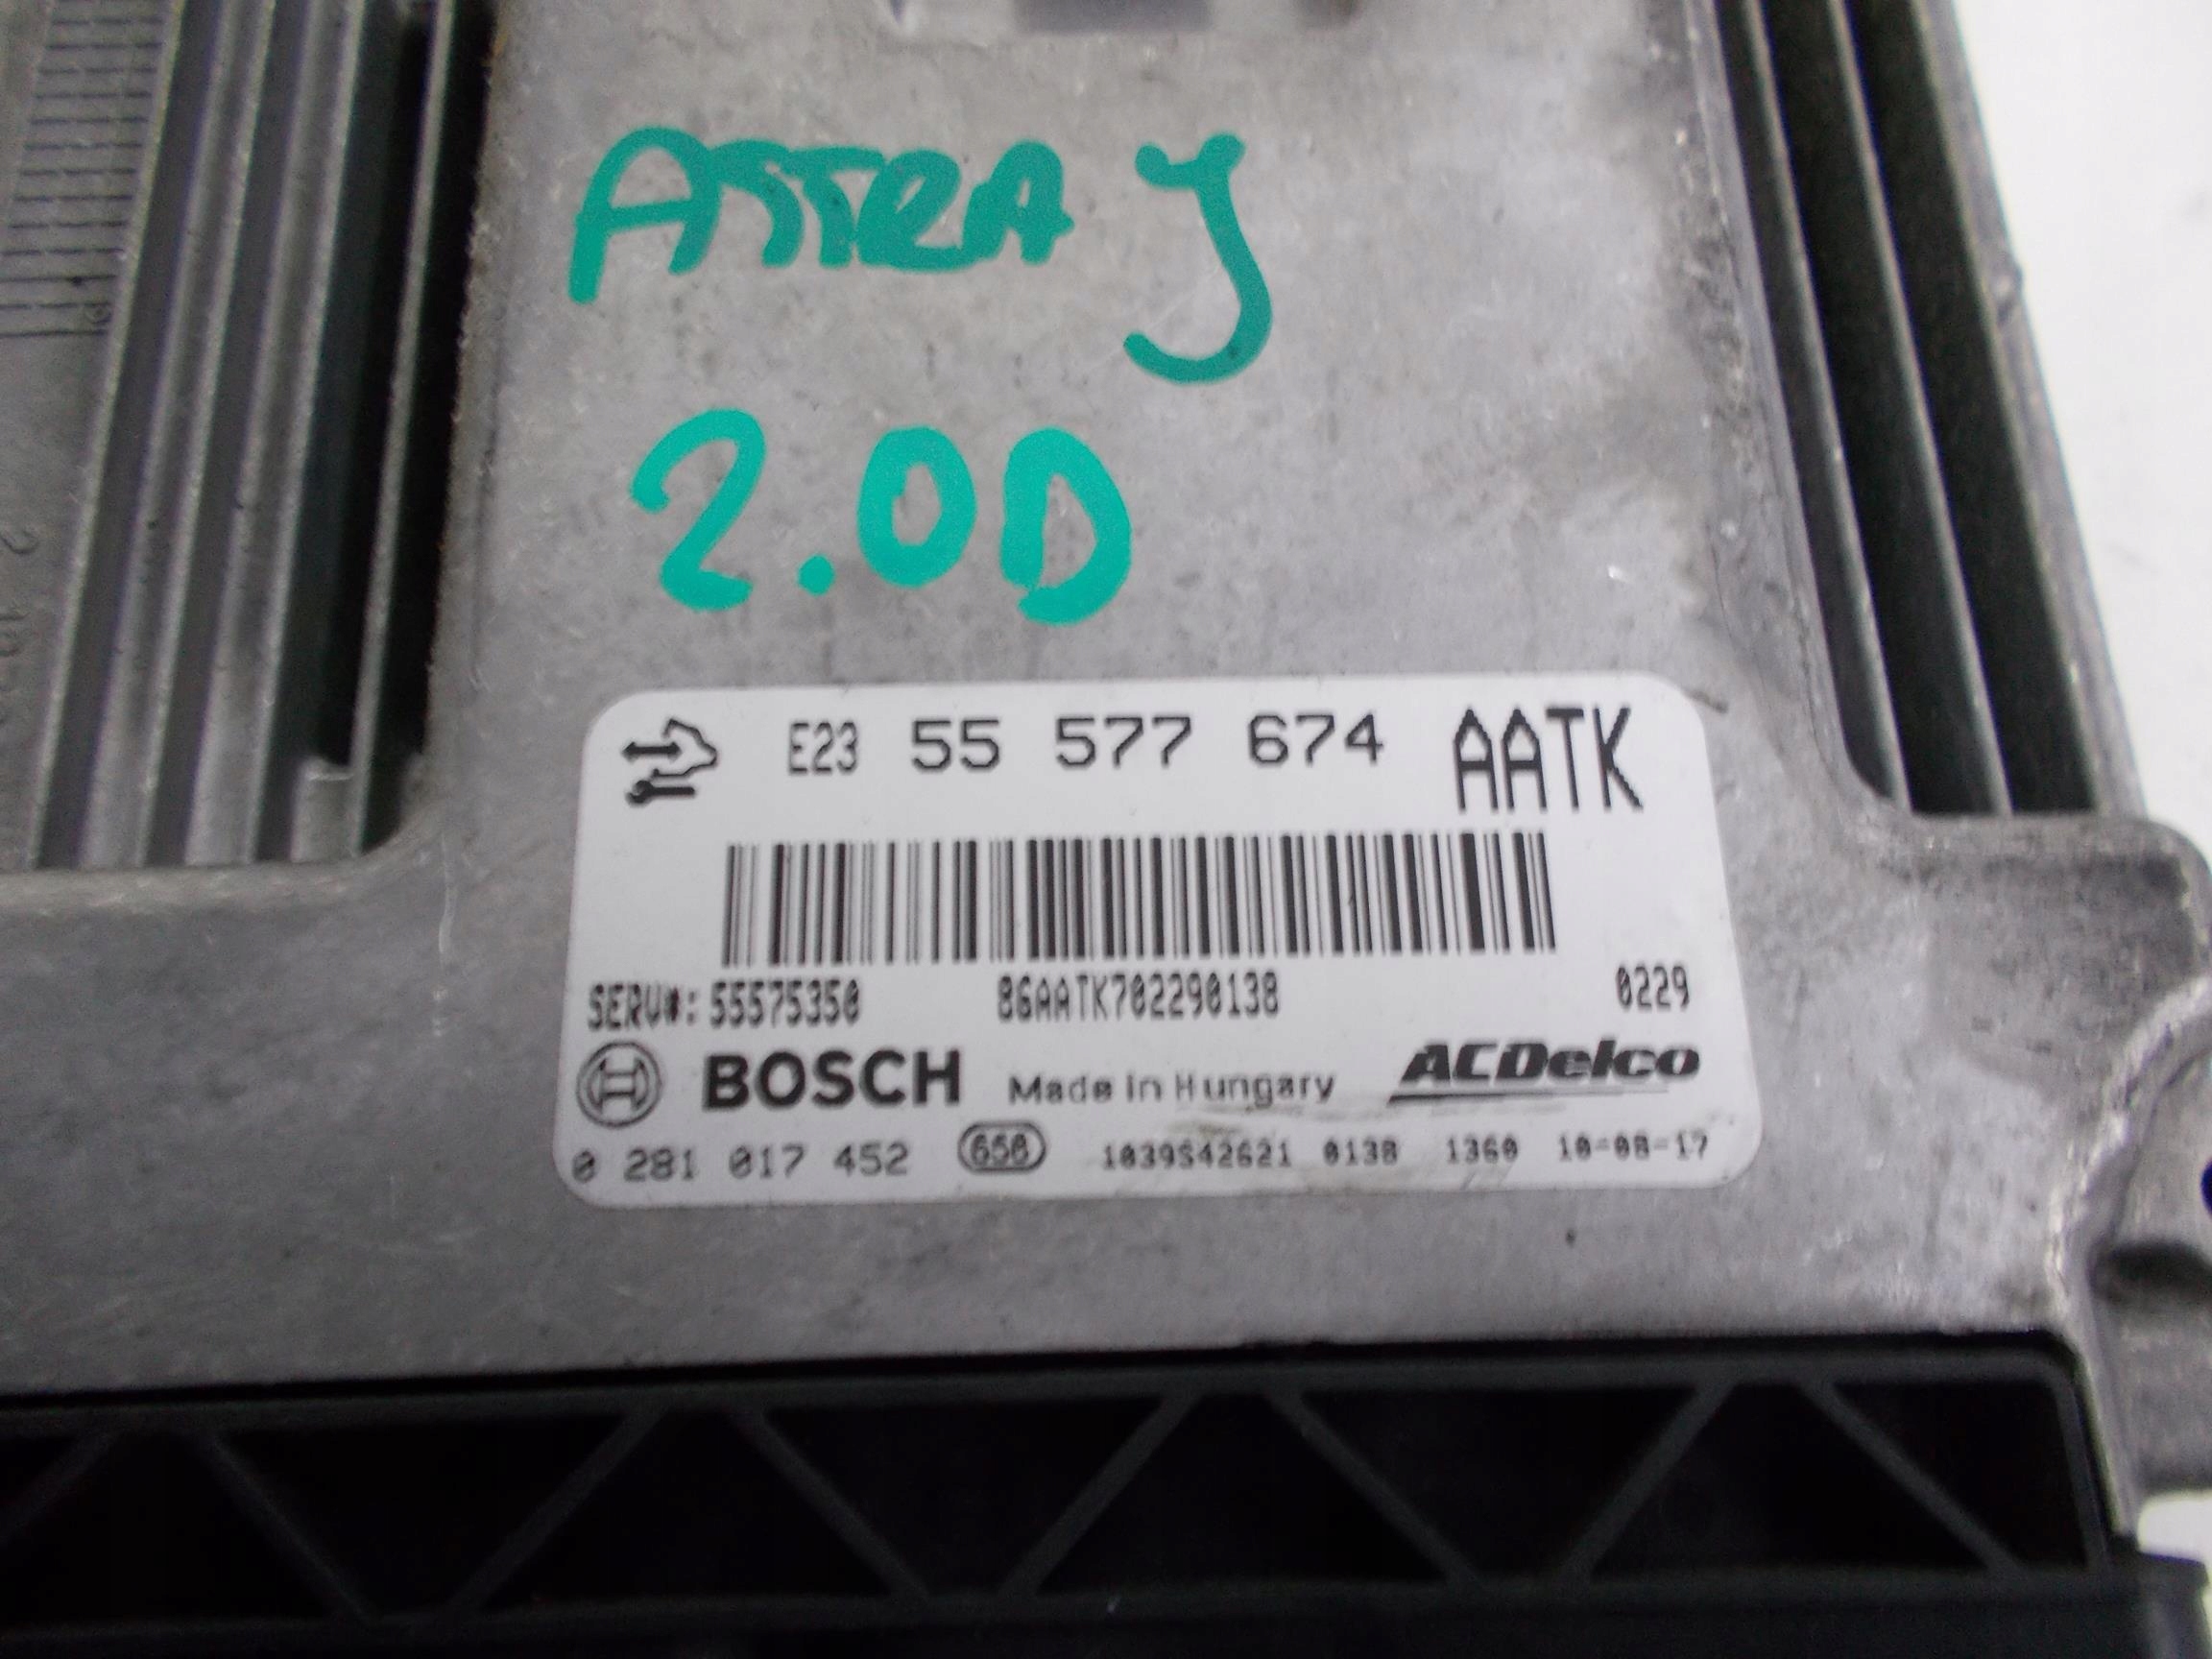 ASTRA J
2.0D
E23 55 577 674 AATK
SERV#: 55575350 86AATK702290138 0229
BOSCH Made in Hungary ACDelco
0 281 017 452 650 1039S42621 0138 1360 10-08-17